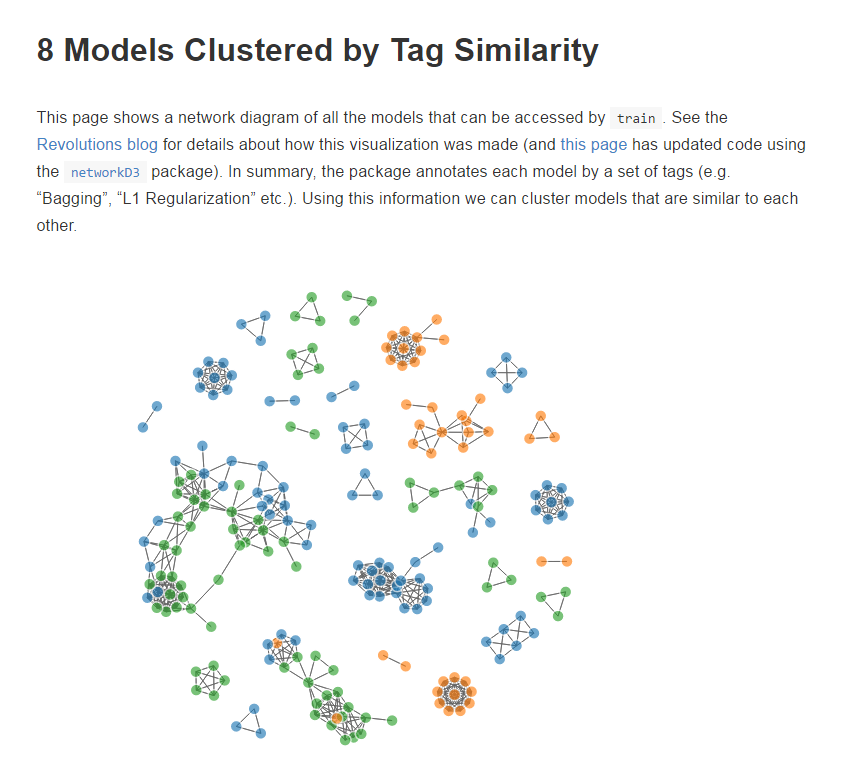 8 Models Clustered by Tag Similarity
This page shows a network diagram of all the models that can be accessed by train . See the
Revolutions blog for details about how this visualization was made (and this page has updated code using
the networkD3 package). In summary, the package annotates each model by a set of tags (e.g.
“Bagging”, “L1 Regularization” etc.). Using this information we can cluster models that are similar to each
other.